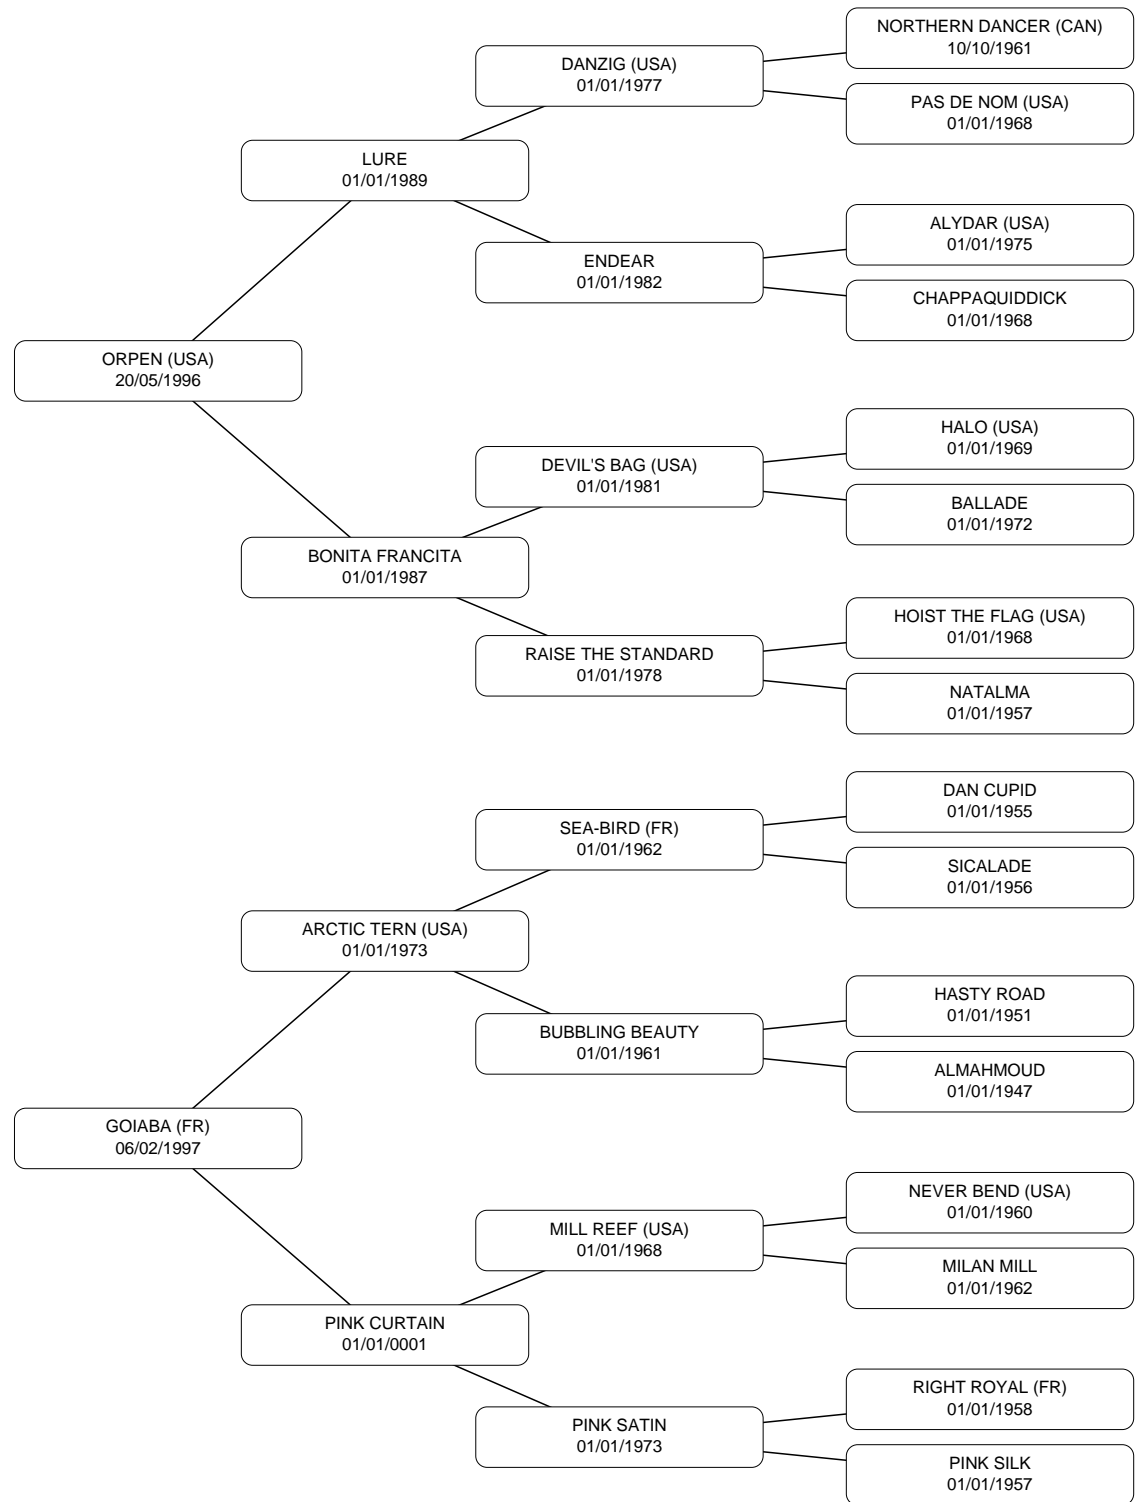 NORTHERN DANCER (CAN)
10/10/1961
DANZIG (USA)
01/01/1977
PAS DE NOM (USA)
01/01/1968
LURE
01/01/1989
ALYDAR (USA)
01/01/1975
ENDEAR
01/01/1982
CHAPPAQUIDDICK
01/01/1968
ORPEN (USA)
20/05/1996
HALO (USA)
01/01/1969
DEVIL'S BAG (USA)
01/01/1981
BALLADE
01/01/1972
BONITA FRANCITA
01/01/1987
HOIST THE FLAG (USA)
01/01/1968
RAISE THE STANDARD
01/01/1978
NATALMA
01/01/1957
DAN CUPID
01/01/1955
SEA-BIRD (FR)
01/01/1962
SICALADE
01/01/1956
ARCTIC TERN (USA)
01/01/1973
HASTY ROAD
01/01/1951
BUBBLING BEAUTY
01/01/1961
ALMAHMOUD
01/01/1947
GOIABA (FR)
06/02/1997
NEVER BEND (USA)
01/01/1960
MILL REEF (USA)
01/01/1968
MILAN MILL
01/01/1962
PINK CURTAIN
01/01/0001
RIGHT ROYAL (FR)
01/01/1958
PINK SATIN
01/01/1973
PINK SILK
01/01/1957